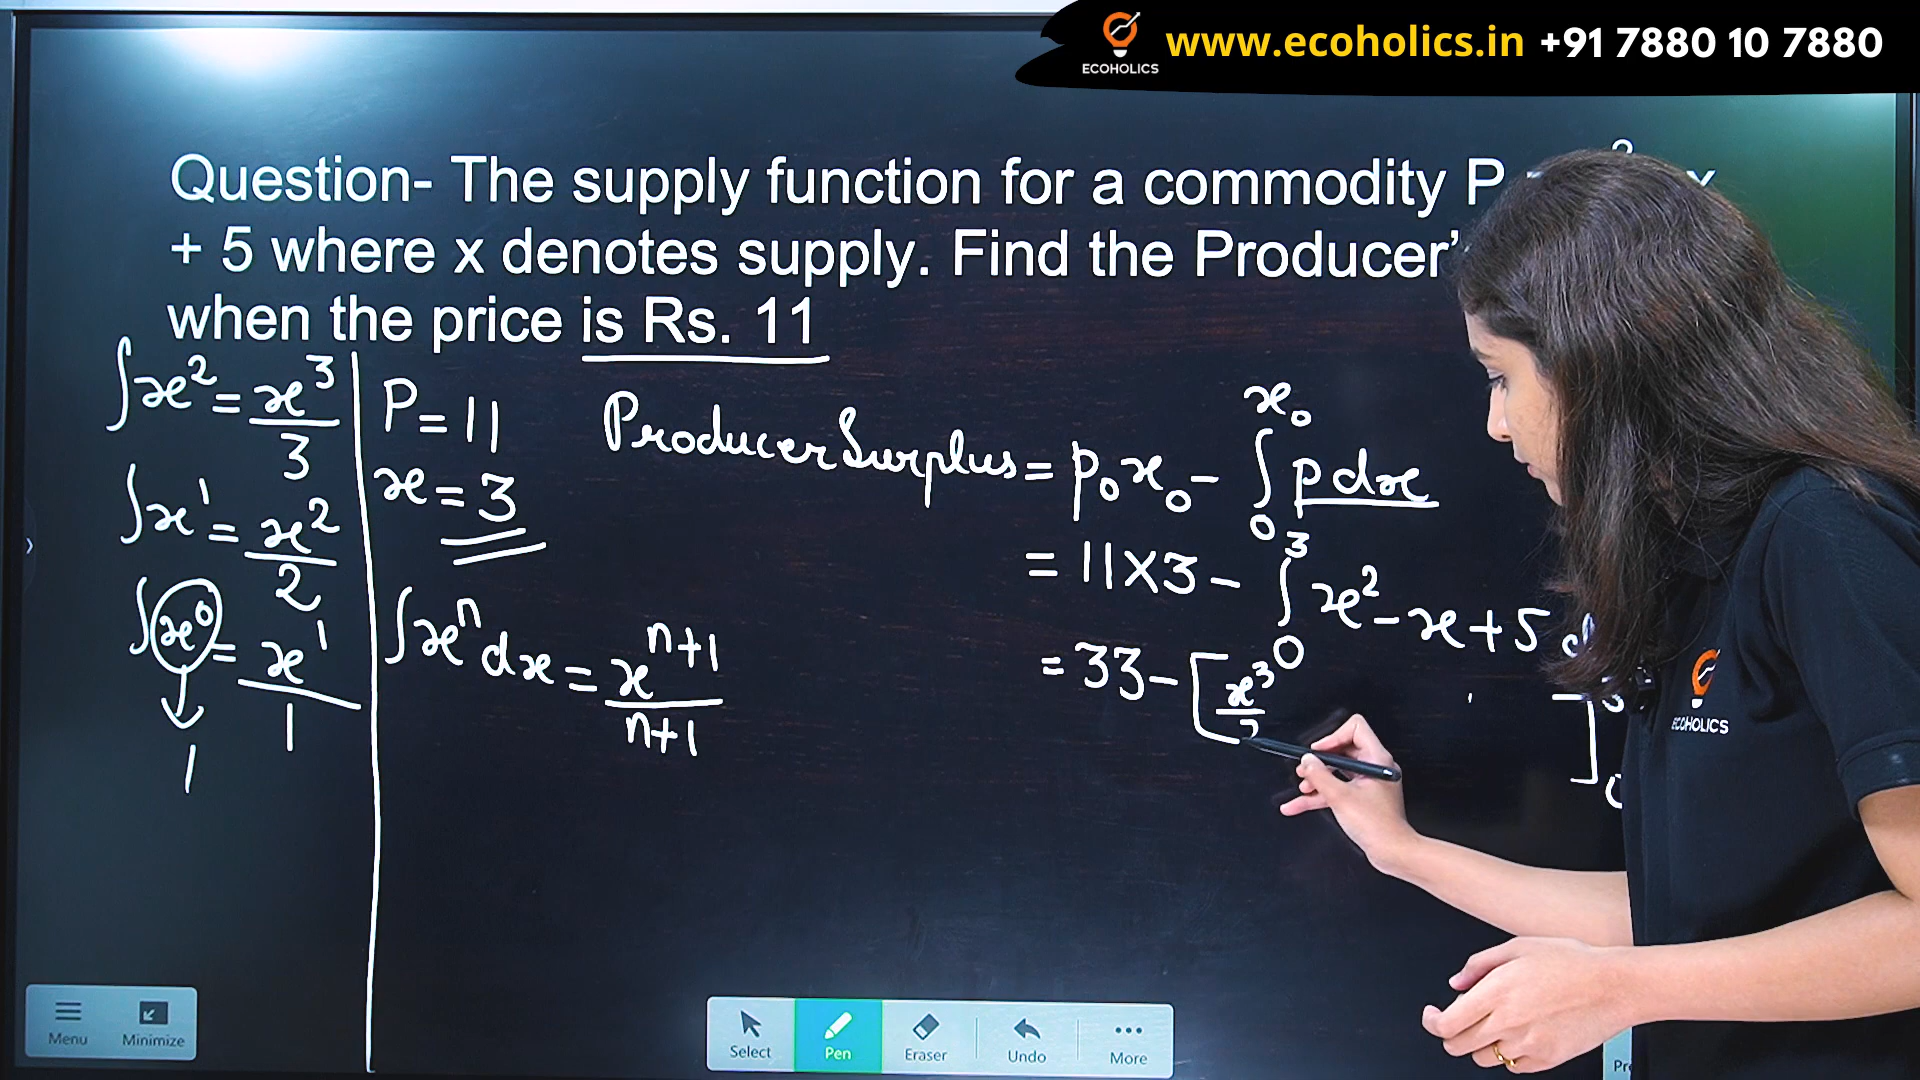 ECOHOLICS
www.ecoholics.in +91 7880 10 7880
Question- The supply function for a commodity P
+ 5 where x denotes supply. Find the Producer’
when the price is Rs. 11
∫x² = x³/3
∫x¹ = x²/2
∫x⁰ = x¹/1
1
P = 11
x = 3
∫xⁿdx = xⁿ⁺¹/n+1
Producer Surplus = p₀x₀ - ∫₀ˣ⁰ p dx
= 11×3 - ∫₀³ x² - x + 5 d
= 33 - [x³
]
ECOHOLICS
Menu
Minimize
Select
Pen
Eraser
Undo
More